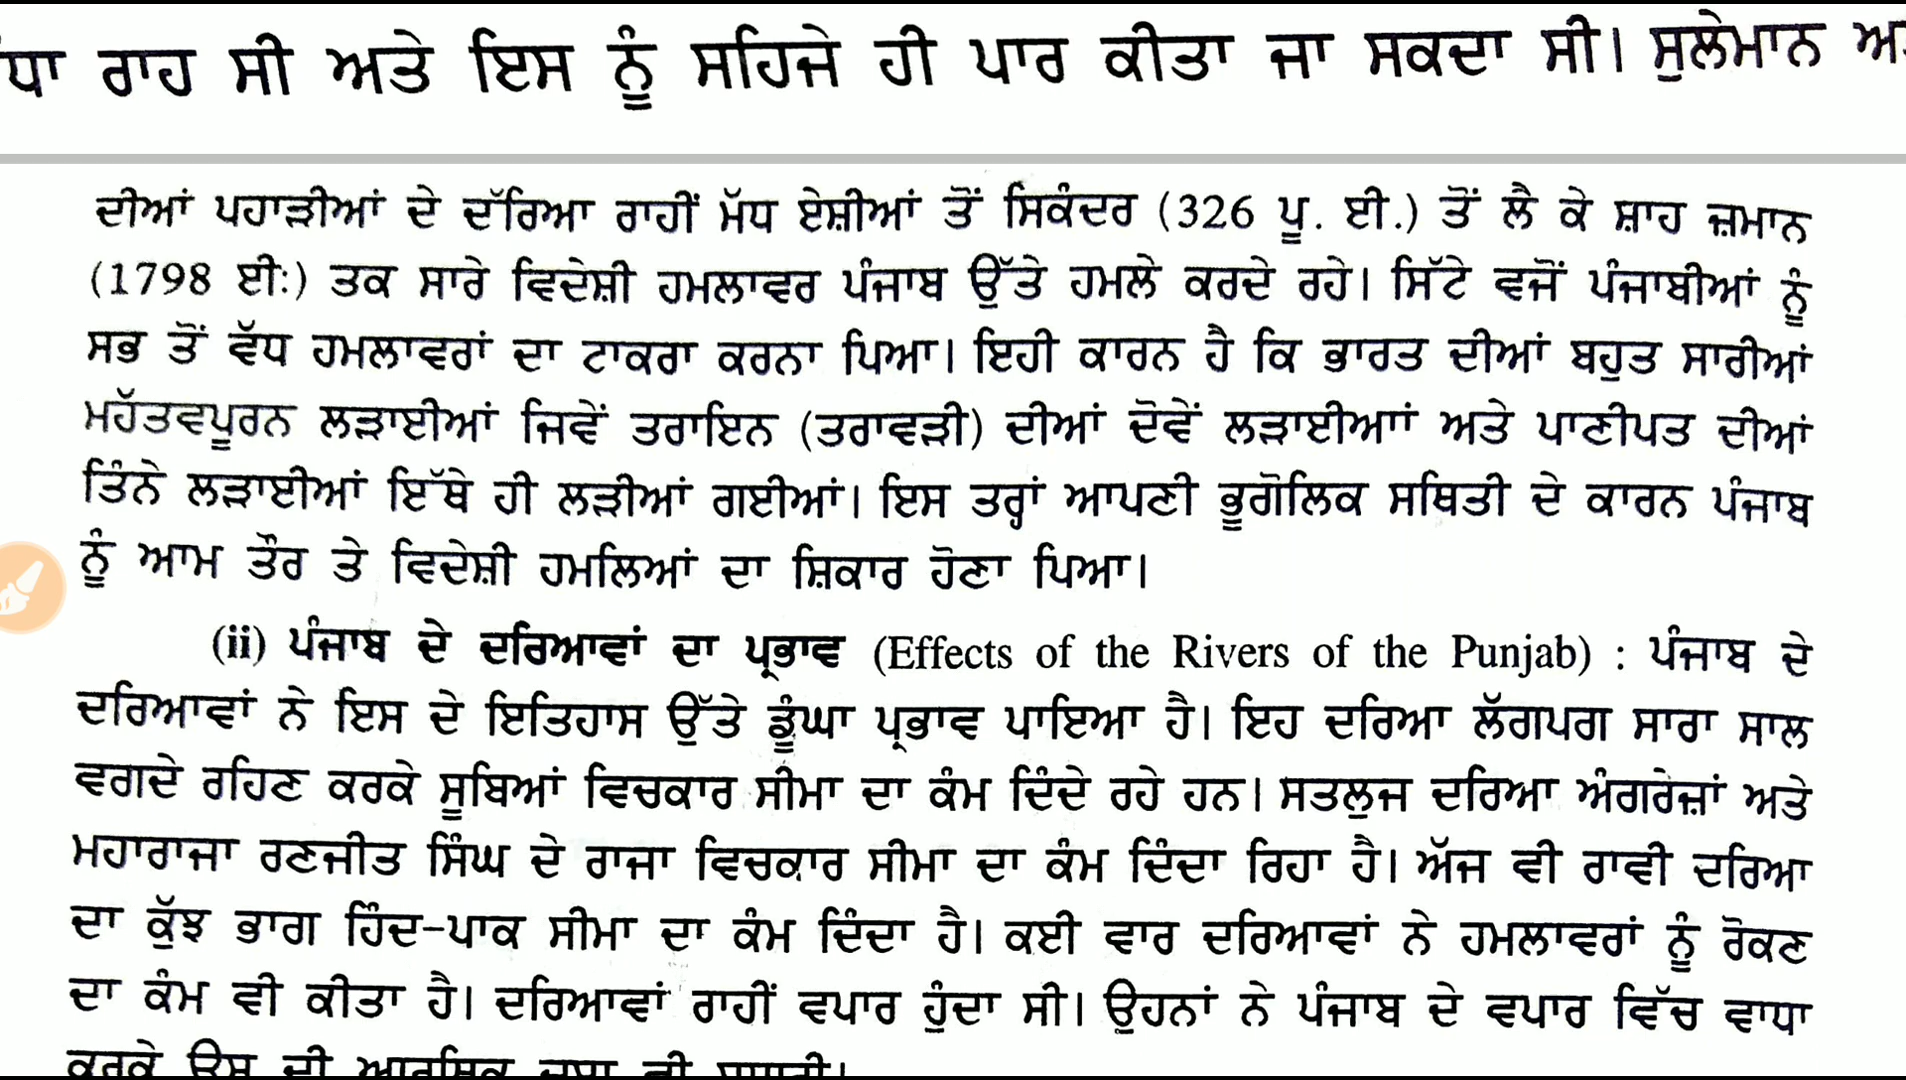 ਰਾਹ ਸੀ ਅਤੇ ਇਸ ਨੂੰ ਸਹਿਜੇ ਹੀ ਪਾਰ ਕੀਤਾ ਜਾ ਸਕਦਾ ਸੀ। ਸੁਲੇਮਾਨ
ਦੀਆਂ ਪਹਾੜੀਆਂ ਦੇ ਦੱਰਿਆ ਰਾਹੀਂ ਮੱਧ ਏਸ਼ੀਆਂ ਤੋਂ ਸਿਕੰਦਰ (326 ਪੂ. ਈ.) ਤੋਂ ਲੈ ਕੇ ਸ਼ਾਹ ਜ਼ਮਾਨ
(1798 ਈ:) ਤਕ ਸਾਰੇ ਵਿਦੇਸ਼ੀ ਹਮਲਾਵਰ ਪੰਜਾਬ ਉੱਤੇ ਹਮਲੇ ਕਰਦੇ ਰਹੇ। ਸਿੱਟੇ ਵਜੋਂ ਪੰਜਾਬੀਆਂ ਨੂੰ
ਸਭ ਤੋਂ ਵੱਧ ਹਮਲਾਵਰਾਂ ਦਾ ਟਾਕਰਾ ਕਰਨਾ ਪਿਆ। ਇਹੀ ਕਾਰਨ ਹੈ ਕਿ ਭਾਰਤ ਦੀਆਂ ਬਹੁਤ ਸਾਰੀਆਂ
ਮਹੱਤਵਪੂਰਨ ਲੜਾਈਆਂ ਜਿਵੇਂ ਤਰਾਇਨ (ਤਰਾਵੜੀ) ਦੀਆਂ ਦੋਵੇਂ ਲੜਾਈਆਾਂ ਅਤੇ ਪਾਣੀਪਤ ਦੀਆਂ
ਤਿੰਨੇ ਲੜਾਈਆਂ ਇੱਥੇ ਹੀ ਲੜੀਆਂ ਗਈਆਂ। ਇਸ ਤਰ੍ਹਾਂ ਆਪਣੀ ਭੂਗੋਲਿਕ ਸਥਿਤੀ ਦੇ ਕਾਰਨ ਪੰਜਾਬ
ਨੂੰ ਆਮ ਤੌਰ ਤੇ ਵਿਦੇਸ਼ੀ ਹਮਲਿਆਂ ਦਾ ਸ਼ਿਕਾਰ ਹੋਣਾ ਪਿਆ।
(ii) ਪੰਜਾਬ ਦੇ ਦਰਿਆਵਾਂ ਦਾ ਪ੍ਰਭਾਵ (Effects of the Rivers of the Punjab) : ਪੰਜਾਬ ਦੇ
ਦਰਿਆਵਾਂ ਨੇ ਇਸ ਦੇ ਇਤਿਹਾਸ ਉੱਤੇ ਡੂੰਘਾ ਪ੍ਰਭਾਵ ਪਾਇਆ ਹੈ। ਇਹ ਦਰਿਆ ਲੱਗਪਗ ਸਾਰਾ ਸਾਲ
ਵਗਦੇ ਰਹਿਣ ਕਰਕੇ ਸੂਬਿਆਂ ਵਿਚਕਾਰ ਸੀਮਾ ਦਾ ਕੰਮ ਦਿੰਦੇ ਰਹੇ ਹਨ। ਸਤਲੁਜ ਦਰਿਆ ਅੰਗਰੇਜ਼ਾਂ ਅਤੇ
ਮਹਾਰਾਜਾ ਰਣਜੀਤ ਸਿੰਘ ਦੇ ਰਾਜਾ ਵਿਚਕਾਰ ਸੀਮਾ ਦਾ ਕੰਮ ਦਿੰਦਾ ਰਿਹਾ ਹੈ। ਅੱਜ ਵੀ ਰਾਵੀ ਦਰਿਆ
ਦਾ ਕੁੱਝ ਭਾਗ ਹਿੰਦ-ਪਾਕ ਸੀਮਾ ਦਾ ਕੰਮ ਦਿੰਦਾ ਹੈ। ਕਈ ਵਾਰ ਦਰਿਆਵਾਂ ਨੇ ਹਮਲਾਵਰਾਂ ਨੂੰ ਰੋਕਣ
ਦਾ ਕੰਮ ਵੀ ਕੀਤਾ ਹੈ। ਦਰਿਆਵਾਂ ਰਾਹੀਂ ਵਪਾਰ ਹੁੰਦਾ ਸੀ। ਉਹਨਾਂ ਨੇ ਪੰਜਾਬ ਦੇ ਵਪਾਰ ਵਿੱਚ ਵਾਧਾ
ਕਰਕੇ ਉਸ ਦੀ